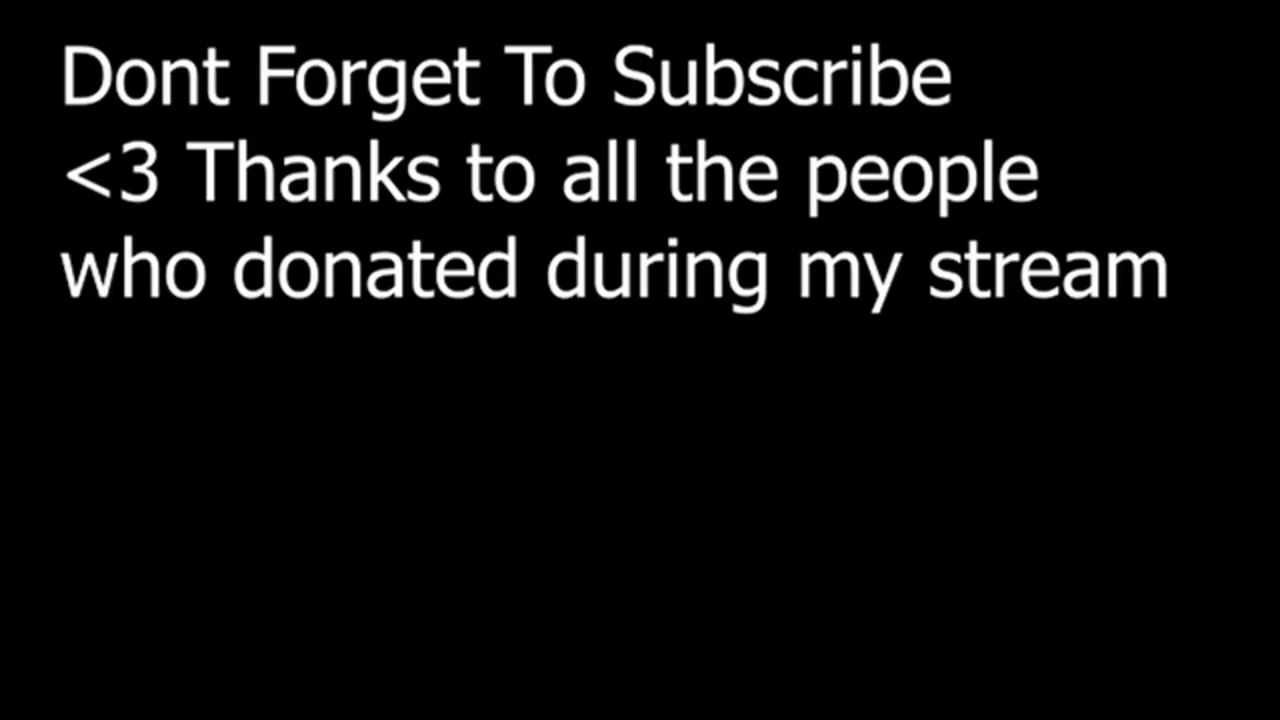 Dont Forget To Subscribe
<3 Thanks to all the people
who donated during my stream